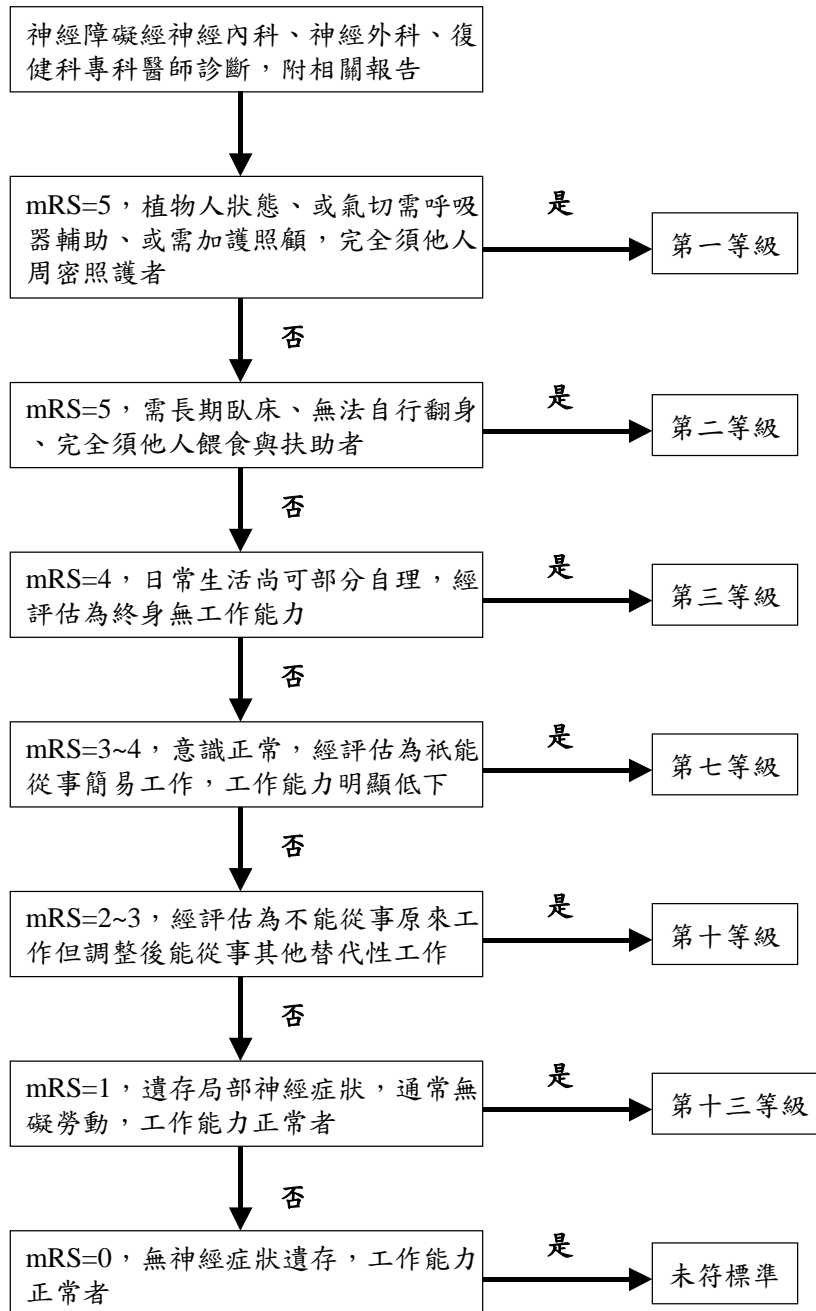 神經障礙經神經內科、神經外科、復
健科專科醫師診斷，附相關報告
是
mRS=5，植物人狀態、或氣切需呼吸
器輔助、或需加護照顧，完全須他人
周密照護者
第一等級
否
是
mRS=5，需長期臥床、無法自行翻身
、完全須他人餵食與扶助者
第二等級
否
是
mRS=4，日常生活尚可部分自理，經
評估為終身無工作能力
第三等級
否
是
mRS=3~4，意識正常，經評估為祇能
從事簡易工作，工作能力明顯低下
第七等級
否
是
mRS=2~3，經評估為不能從事原來工
作但調整後能從事其他替代性工作
第十等級
否
是
mRS=1，遺存局部神經症狀，通常無
礙勞動，工作能力正常者
第十三等級
否
是
mRS=0，無神經症狀遺存，工作能力
正常者
未符標準